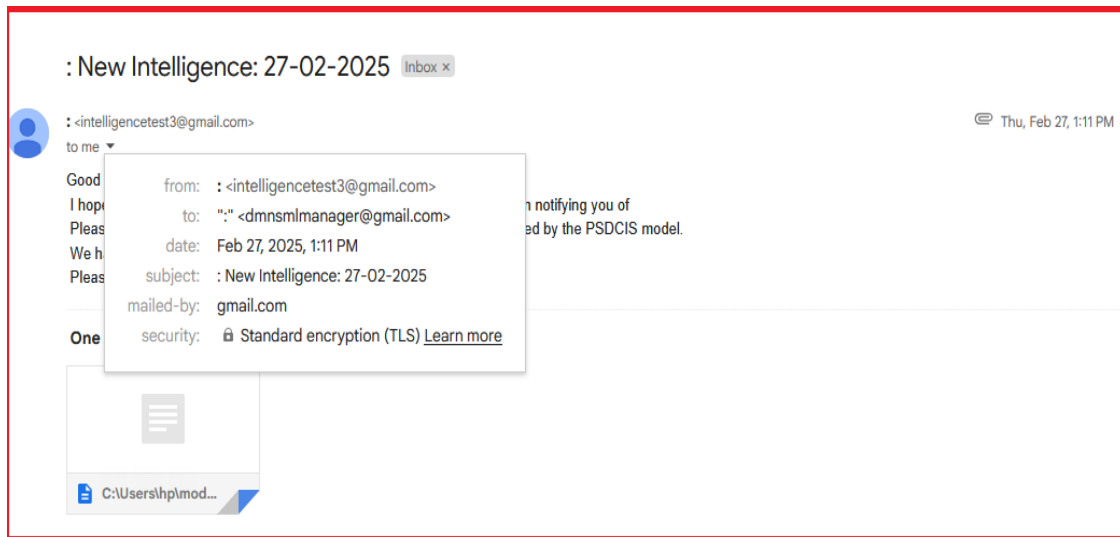 : New Intelligence: 27-02-2025 Inbox ×
: <intelligencetest3@gmail.com> Thu, Feb 27, 1:11 PM
to me
Good
I hope notifying you of
Pleas ed by the PSDCIS model.
We h
Pleas
from: : <intelligencetest3@gmail.com>
to: ":" <dmnsmlmanager@gmail.com>
date: Feb 27, 2025, 1:11 PM
subject: : New Intelligence: 27-02-2025
mailed-by: gmail.com
security: Standard encryption (TLS) Learn more
One
C:\Users\hp\mod...